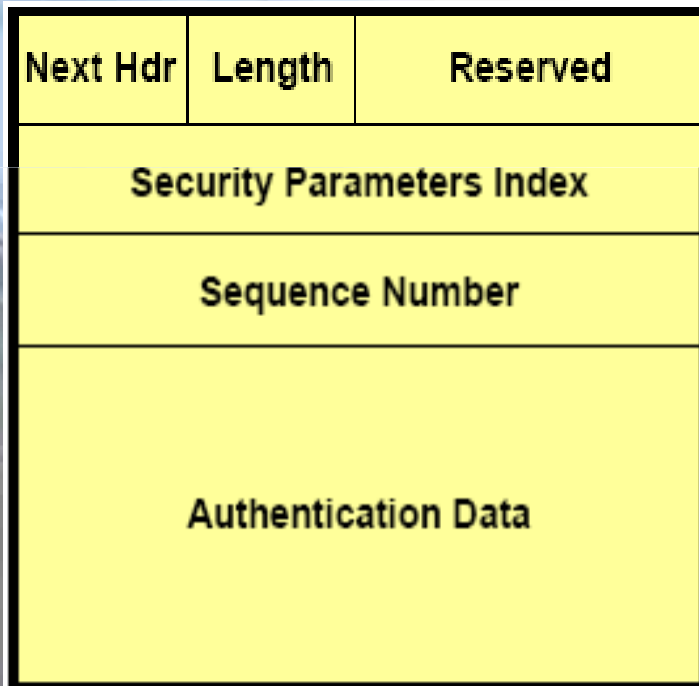 Next Hdr Length Reserved
Security Parameters Index
Sequence Number
Authentication Data